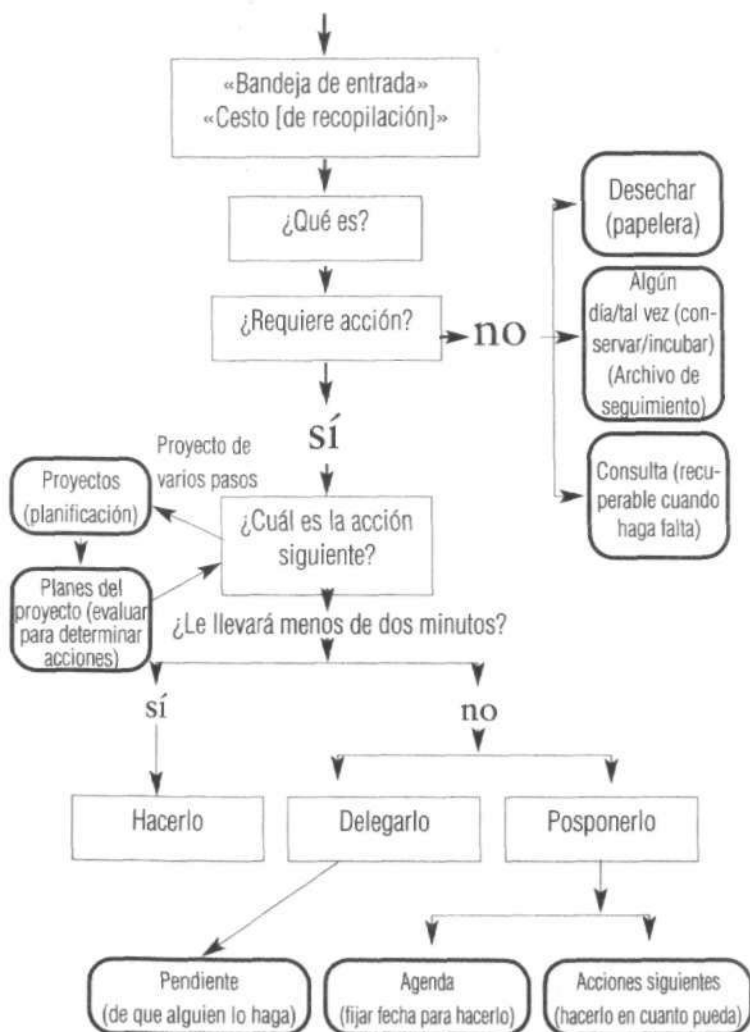 «Bandeja de entrada»
«Cesto [de recopilación]»
¿Qué es?
Desechar
(papelera)
¿Requiere acción?
no
Algún
día/tal vez (con-
servar/incubar)
(Archivo de
seguimiento)
sí
Consulta (recu-
perable cuando
haga falta)
Proyecto de
varios pasos
Proyectos
(planificación)
¿Cuál es la acción
siguiente?
Planes del
proyecto (evaluar
para determinar
acciones)
¿Le llevará menos de dos minutos?
sí
no
Hacerlo
Delegarlo
Posponerlo
Pendiente
(de que alguien lo haga)
Agenda
(fijar fecha para hacerlo)
Acciones siguientes
(hacerlo en cuanto pueda)